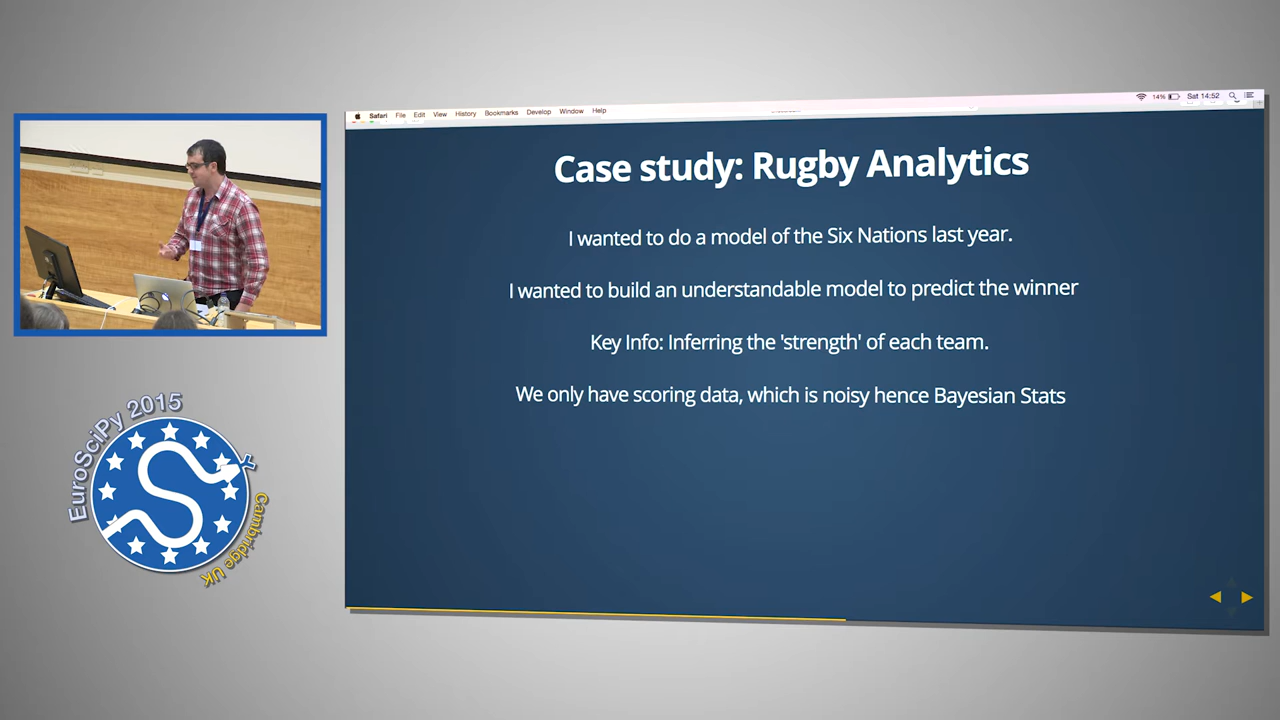 Safari File Edit View History Bookmarks Develop Window Help
14% Sat 14:52
Case study: Rugby Analytics
I wanted to do a model of the Six Nations last year.
I wanted to build an understandable model to predict the winner
Key Info: Inferring the 'strength' of each team.
We only have scoring data, which is noisy hence Bayesian Stats
EuroSciPy 2015
Cambridge UK